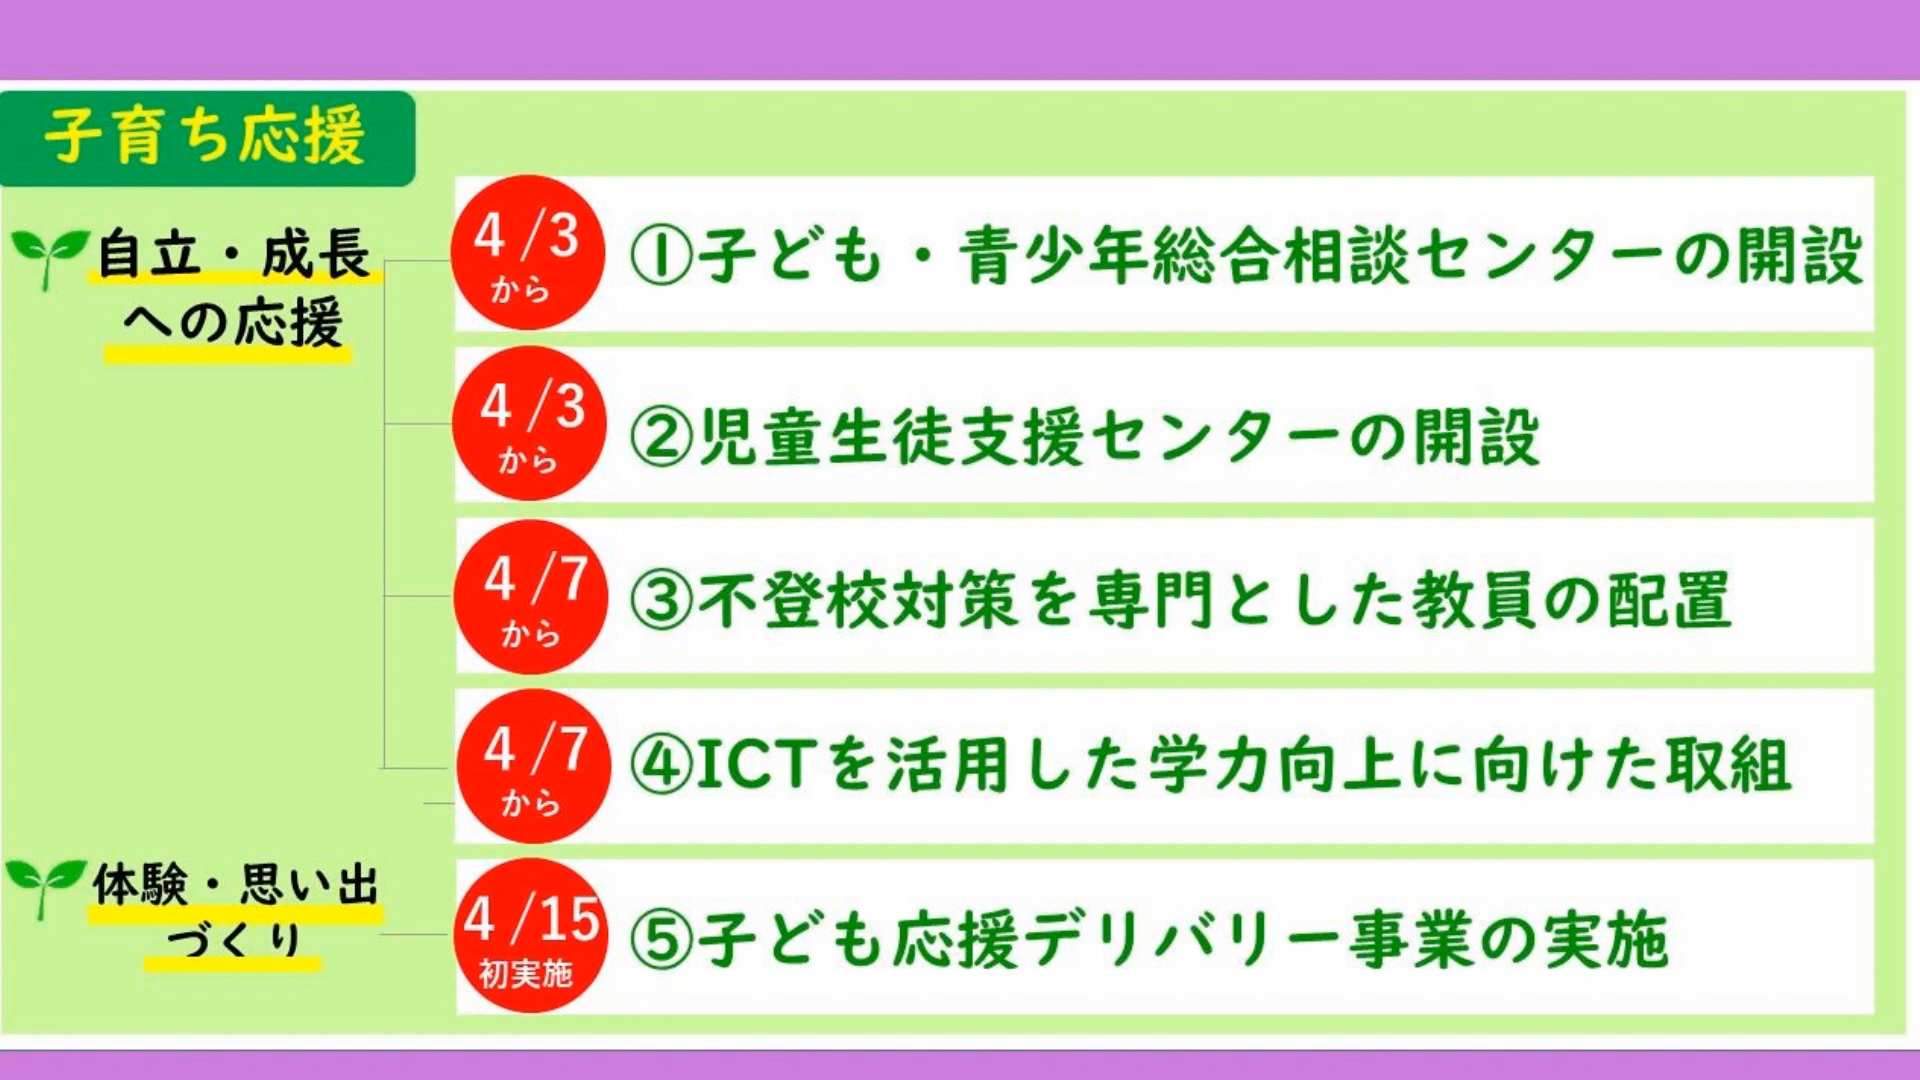 子育ち応援
自立・成長
への応援
4/3
から
①子ども・青少年総合相談センターの開設
4/3
から
②児童生徒支援センターの開設
4/7
から
③不登校対策を専門とした教員の配置
4/7
から
④ICTを活用した学力向上に向けた取組
体験・思い出
づくり
4/15
初実施
⑤子ども応援デリバリー事業の実施